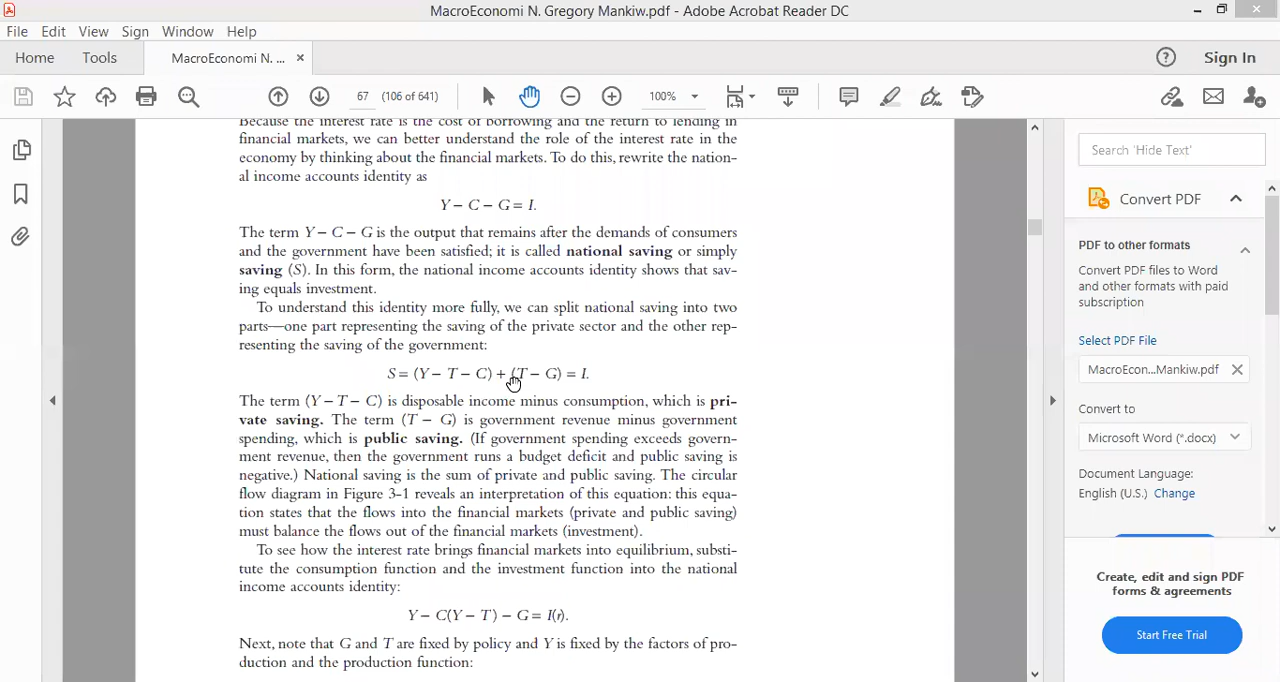 MacroEconomi N. Gregory Mankiw.pdf - Adobe Acrobat Reader DC
File Edit View Sign Window Help
Home Tools MacroEconomi N. ... × ? Sign In
67 (106 of 641) 100%
Because the interest rate is the cost of borrowing and the return to lending in
financial markets, we can better understand the role of the interest rate in the
economy by thinking about the financial markets. To do this, rewrite the nation-
al income accounts identity as
Y − C − G = I.
The term Y − C − G is the output that remains after the demands of consumers
and the government have been satisfied; it is called national saving or simply
saving (S). In this form, the national income accounts identity shows that sav-
ing equals investment.
To understand this identity more fully, we can split national saving into two
parts—one part representing the saving of the private sector and the other rep-
resenting the saving of the government:
S = (Y − T − C) + (T − G) = I.
The term (Y − T − C) is disposable income minus consumption, which is pri-
vate saving. The term (T − G) is government revenue minus government
spending, which is public saving. (If government spending exceeds govern-
ment revenue, then the government runs a budget deficit and public saving is
negative.) National saving is the sum of private and public saving. The circular
flow diagram in Figure 3-1 reveals an interpretation of this equation: this equa-
tion states that the flows into the financial markets (private and public saving)
must balance the flows out of the financial markets (investment).
To see how the interest rate brings financial markets into equilibrium, substi-
tute the consumption function and the investment function into the national
income accounts identity:
Y − C(Y − T) − G = I(r).
Next, note that G and T are fixed by policy and Y is fixed by the factors of pro-
duction and the production function:
Search 'Hide Text'
Convert PDF
PDF to other formats
Convert PDF files to Word
and other formats with paid
subscription
Select PDF File
MacroEcon...Mankiw.pdf ×
Convert to
Microsoft Word (*.docx)
Document Language:
English (U.S.) Change
Create, edit and sign PDF
forms & agreements
Start Free Trial